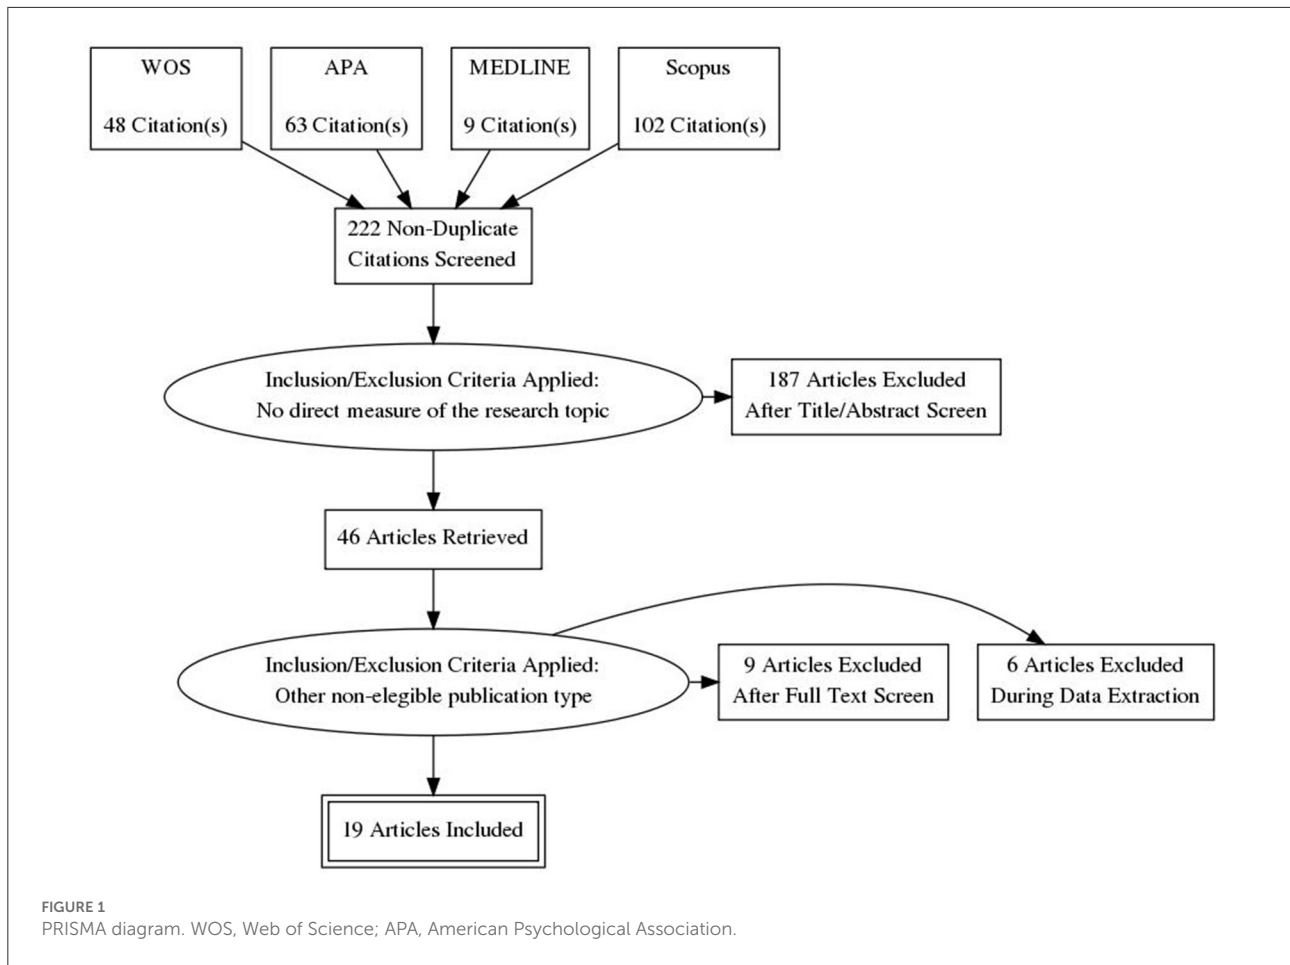 WOS
48 Citation(s)
APA
63 Citation(s)
MEDLINE
9 Citation(s)
Scopus
102 Citation(s)
222 Non-Duplicate
Citations Screened
Inclusion/Exclusion Criteria Applied:
No direct measure of the research topic
187 Articles Excluded
After Title/Abstract Screen
46 Articles Retrieved
Inclusion/Exclusion Criteria Applied:
Other non-elegible publication type
9 Articles Excluded
After Full Text Screen
6 Articles Excluded
During Data Extraction
19 Articles Included
FIGURE 1
PRISMA diagram. WOS, Web of Science; APA, American Psychological Association.